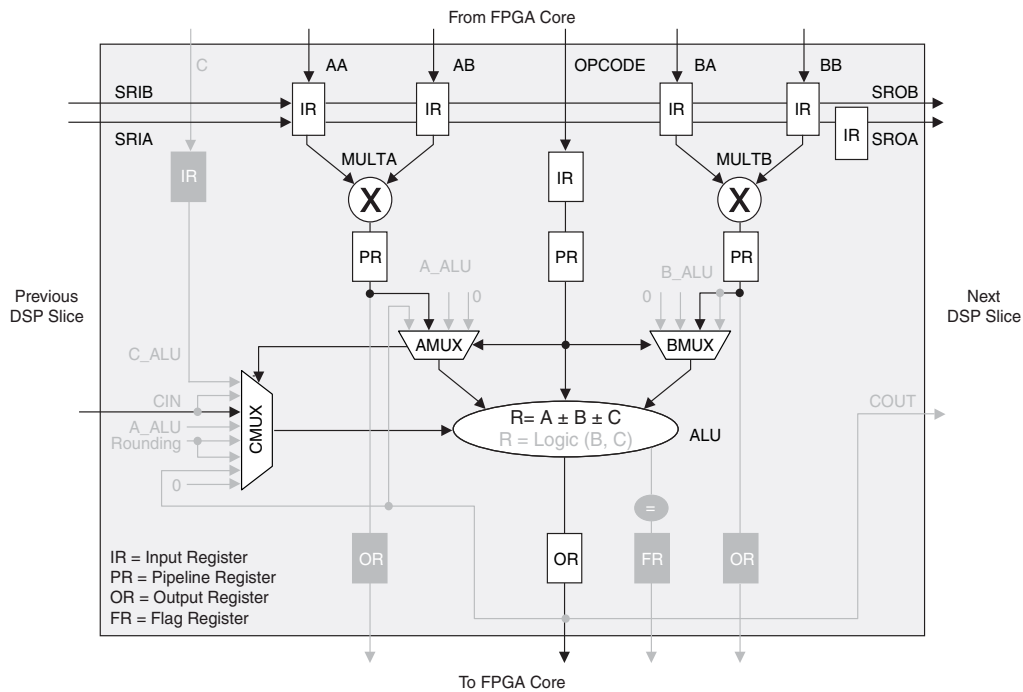 From FPGA Core
C
AA
AB
OPCODE
BA
BB
SRIB
SROB
IR
IR
IR
IR
IR
SRIA
SROA
MULTA
MULTB
IR
IR
X
X
PR
PR
PR
A_ALU
B_ALU
0
0
Previous
DSP Slice
Next
DSP Slice
AMUX
BMUX
C_ALU
CIN
COUT
A_ALU
Rounding
0
CMUX
R= A ± B ± C
R = Logic (B, C)
ALU
=
OR
OR
FR
OR
IR = Input Register
PR = Pipeline Register
OR = Output Register
FR = Flag Register
To FPGA Core